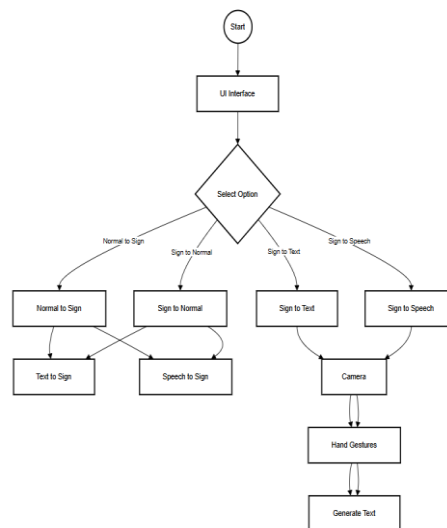 Start
UI Interface
Select Option
Normal to Sign
Sign to Normal
Sign to Text
Sign to Speech
Normal to Sign
Sign to Normal
Sign to Text
Sign to Speech
Text to Sign
Speech to Sign
Camera
Hand Gestures
Generate Text